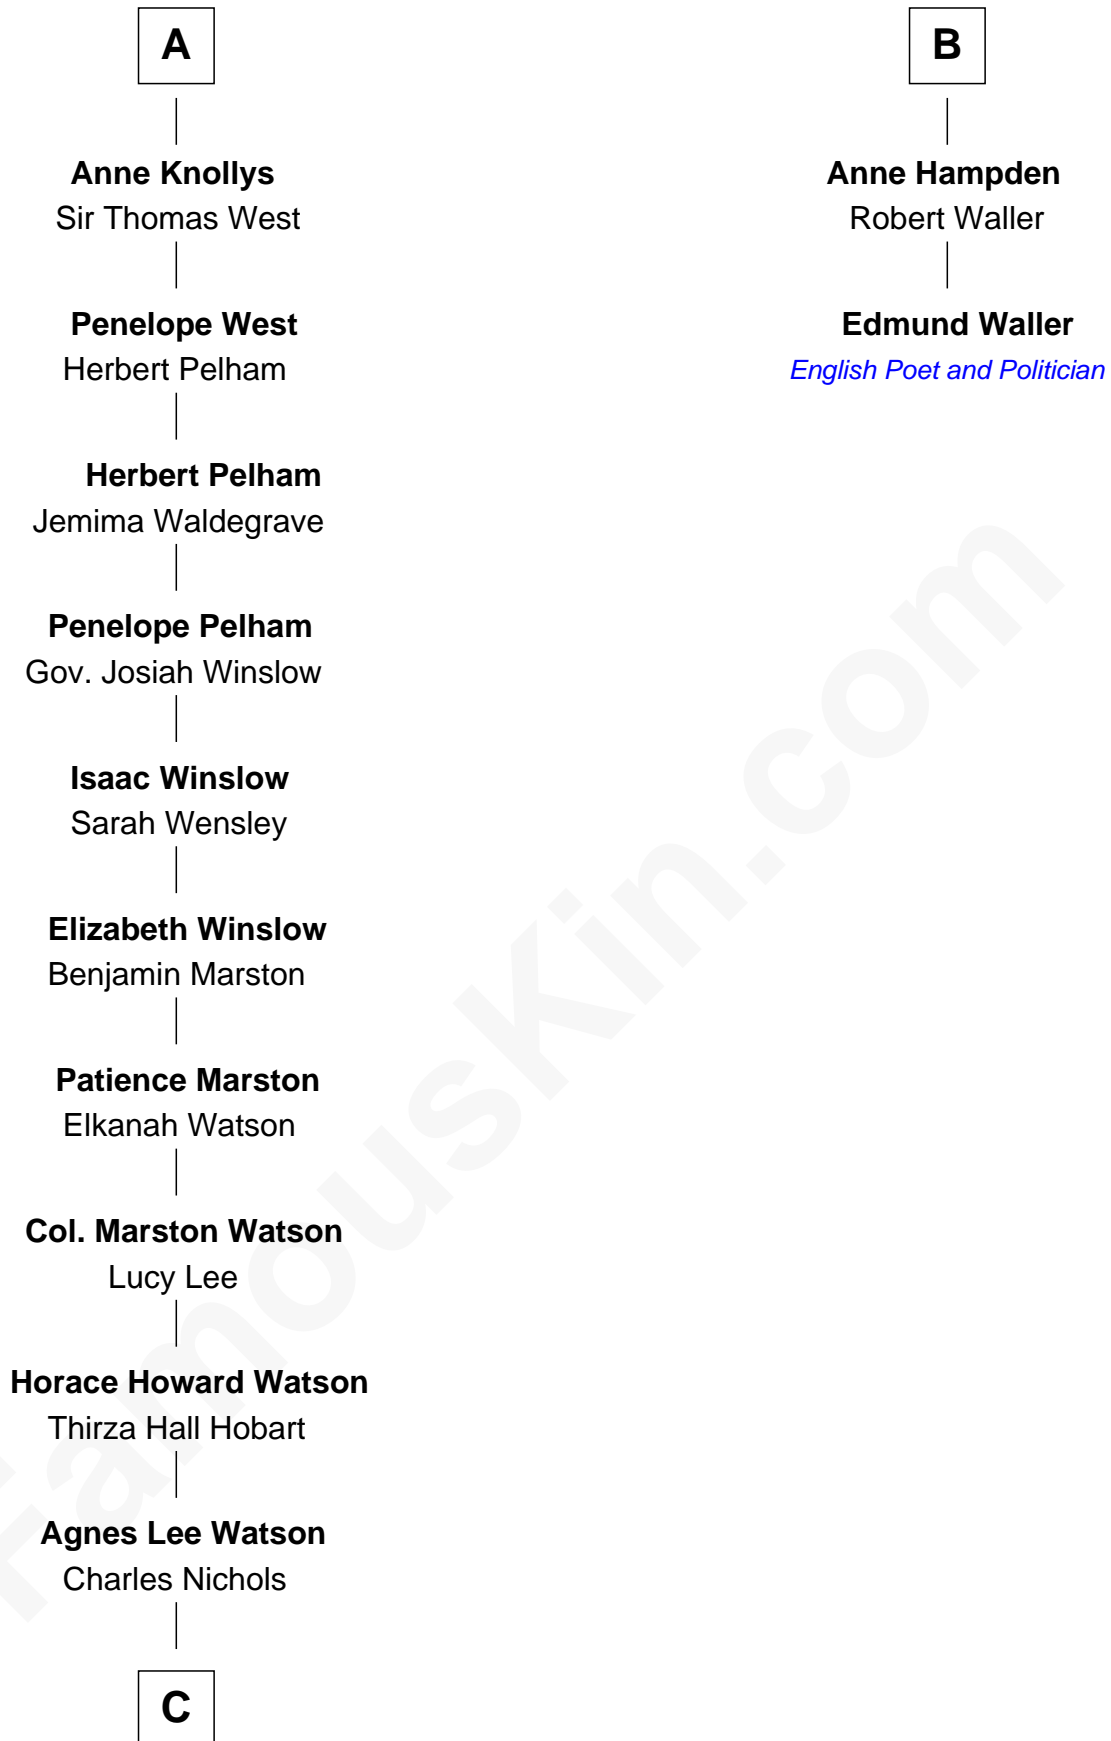 A
Anne Knollys
Sir Thomas West
Penelope West
Herbert Pelham
Herbert Pelham
Jemima Waldegrave
Penelope Pelham
Gov. Josiah Winslow
Isaac Winslow
Sarah Wensley
Elizabeth Winslow
Benjamin Marston
Patience Marston
Elkanah Watson
Col. Marston Watson
Lucy Lee
Horace Howard Watson
Thirza Hall Hobart
Agnes Lee Watson
Charles Nichols
C
B
Anne Hampden
Robert Waller
Edmund Waller
English Poet and Politician
FamousKin.com